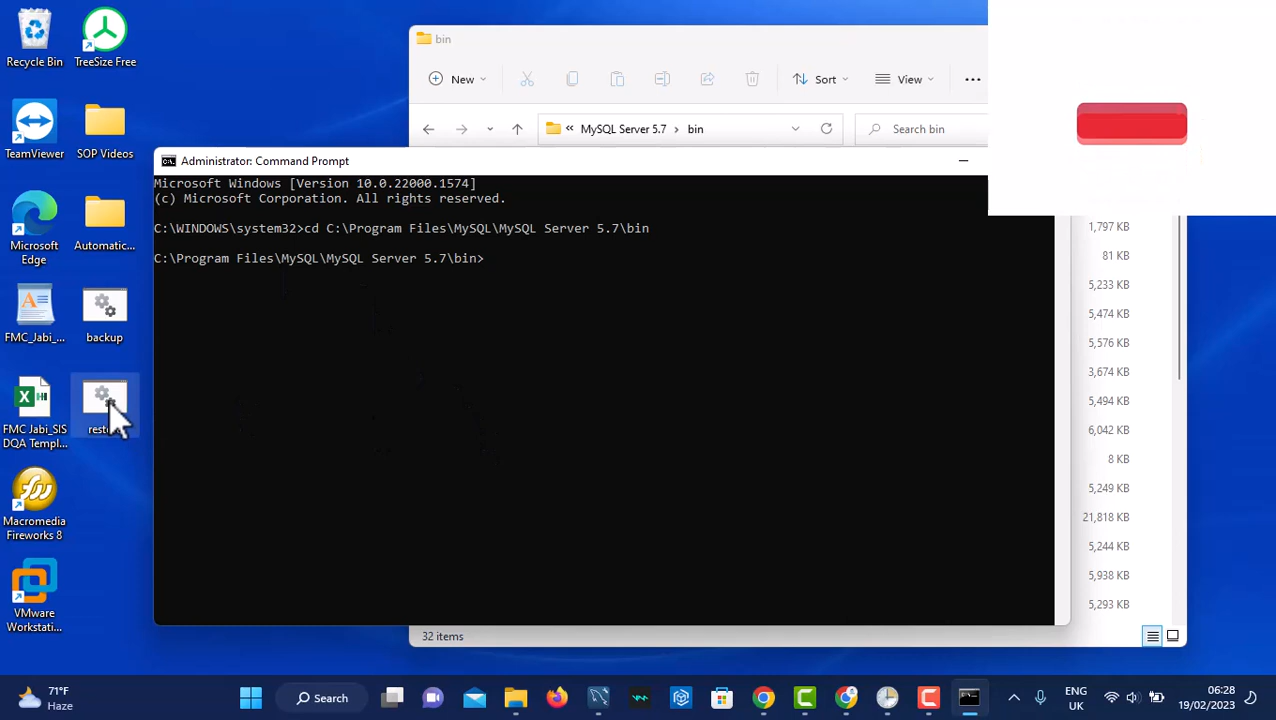 Recycle Bin
TreeSize Free
TeamViewer
SOP Videos
Microsoft
Edge
Automatic...
FMC_Jabi_...
backup
FMC Jabi_SIS
DQA Templ...
Macromedia
Fireworks 8
VMware
Workstati...
bin
New
Sort
View
MySQL Server 5.7
bin
Search bin
Administrator: Command Prompt
Microsoft Windows [Version 10.0.22000.1574]
(c) Microsoft Corporation. All rights reserved.
C:\WINDOWS\system32>cd C:\Program Files\MySQL\MySQL Server 5.7\bin
C:\Program Files\MySQL\MySQL Server 5.7\bin>
1,797 KB
81 KB
5,233 KB
5,474 KB
5,576 KB
3,674 KB
5,494 KB
6,042 KB
8 KB
5,249 KB
21,818 KB
5,244 KB
5,938 KB
5,293 KB
32 items
71°F
Haze
Search
ENG
UK
06:28
19/02/2023